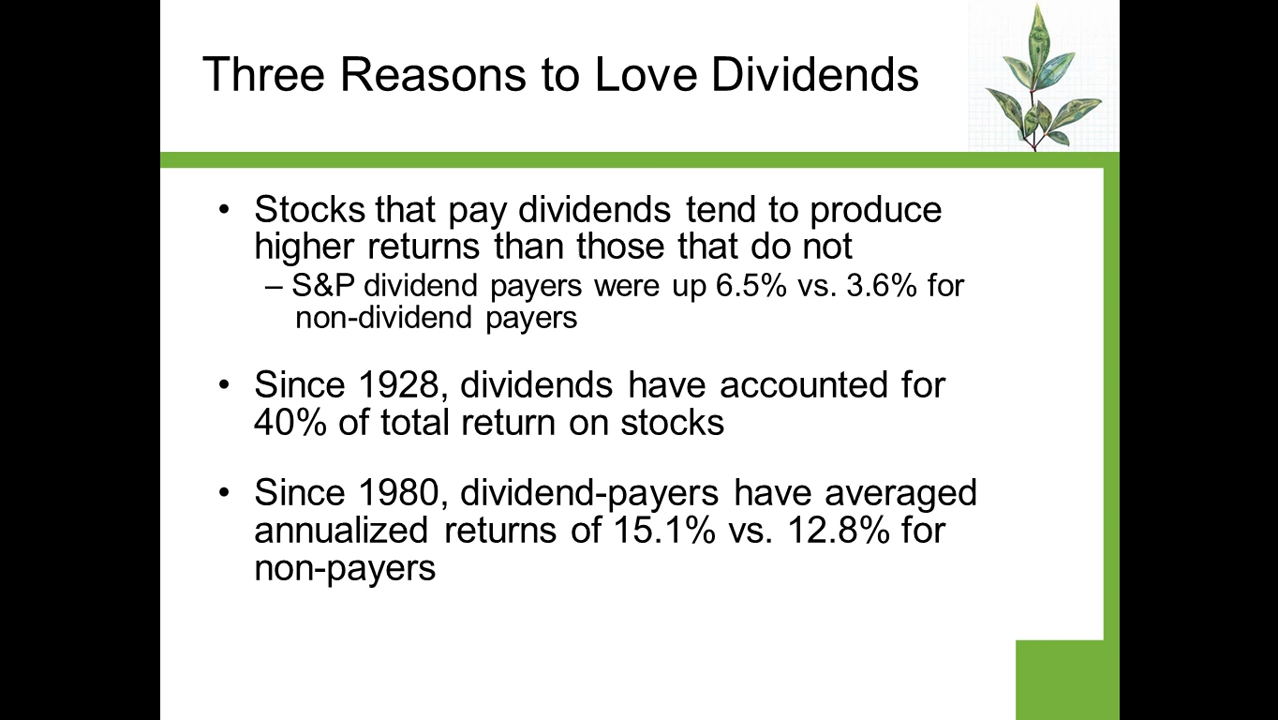 Three Reasons to Love Dividends
• Stocks that pay dividends tend to produce
higher returns than those that do not
– S&P dividend payers were up 6.5% vs. 3.6% for
non-dividend payers
• Since 1928, dividends have accounted for
40% of total return on stocks
• Since 1980, dividend-payers have averaged
annualized returns of 15.1% vs. 12.8% for
non-payers